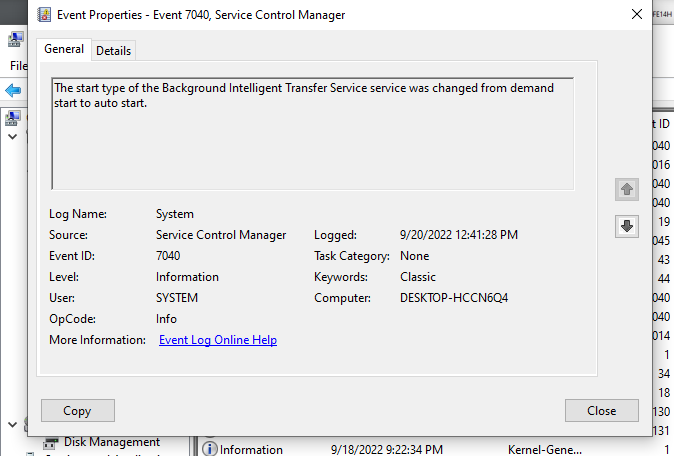 Event Properties - Event 7040, Service Control Manager
FE14H
File
General
Details
The start type of the Background Intelligent Transfer Service service was changed from demand
start to auto start.
Log Name: System
Source: Service Control Manager Logged: 9/20/2022 12:41:28 PM
Event ID: 7040 Task Category: None
Level: Information Keywords: Classic
User: SYSTEM Computer: DESKTOP-HCCN6Q4
OpCode: Info
More Information: Event Log Online Help
Copy
Close
t ID
040
016
040
040
19
045
43
44
040
040
014
1
34
18
130
131
Disk Management
Information 9/18/2022 9:22:34 PM Kernel-Gene... 1